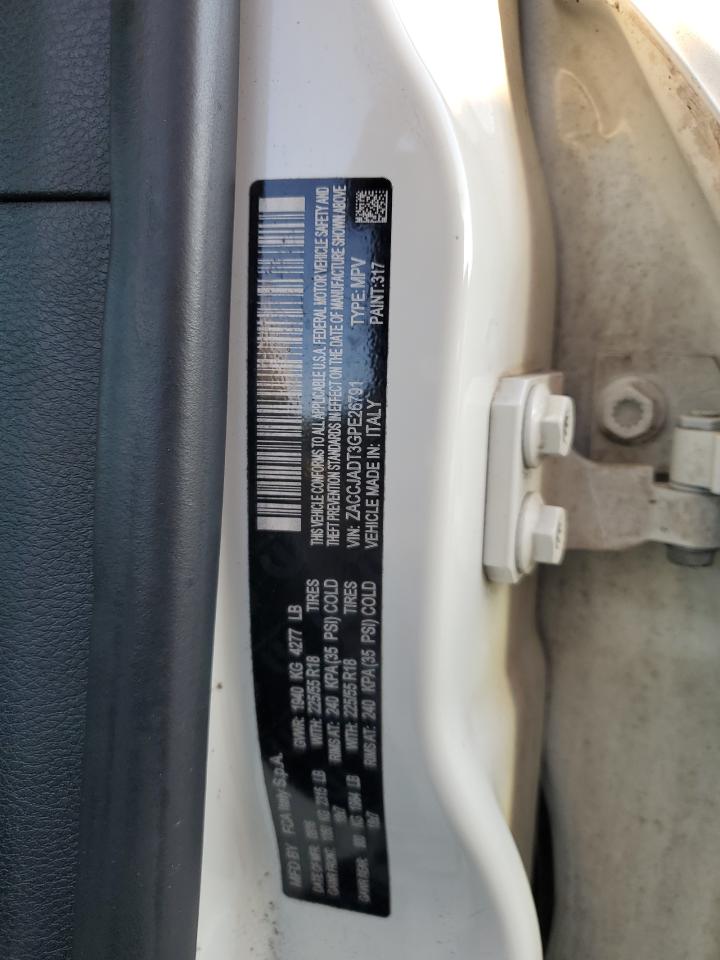 MFD BY FCA Italy S.p.A.
GVWR: 1940 KG 4277 LB
WITH: 225/55 R18 TIRES
RIMS AT: 240 KPA(35 PSI) COLD
WITH: 225/55 R18 TIRES
RIMS AT: 240 KPA(35 PSI) COLD
THIS VEHICLE CONFORMS TO ALL APPLICABLE U.S.A. FEDERAL MOTOR VEHICLE SAFETY AND
THEFT PREVENTION STANDARDS IN EFFECT ON THE DATE OF MANUFACTURE SHOWN ABOVE
VIN: ZACCJADT3GPE26791 TYPE: MPV
VEHICLE MADE IN: ITALY PAINT:317